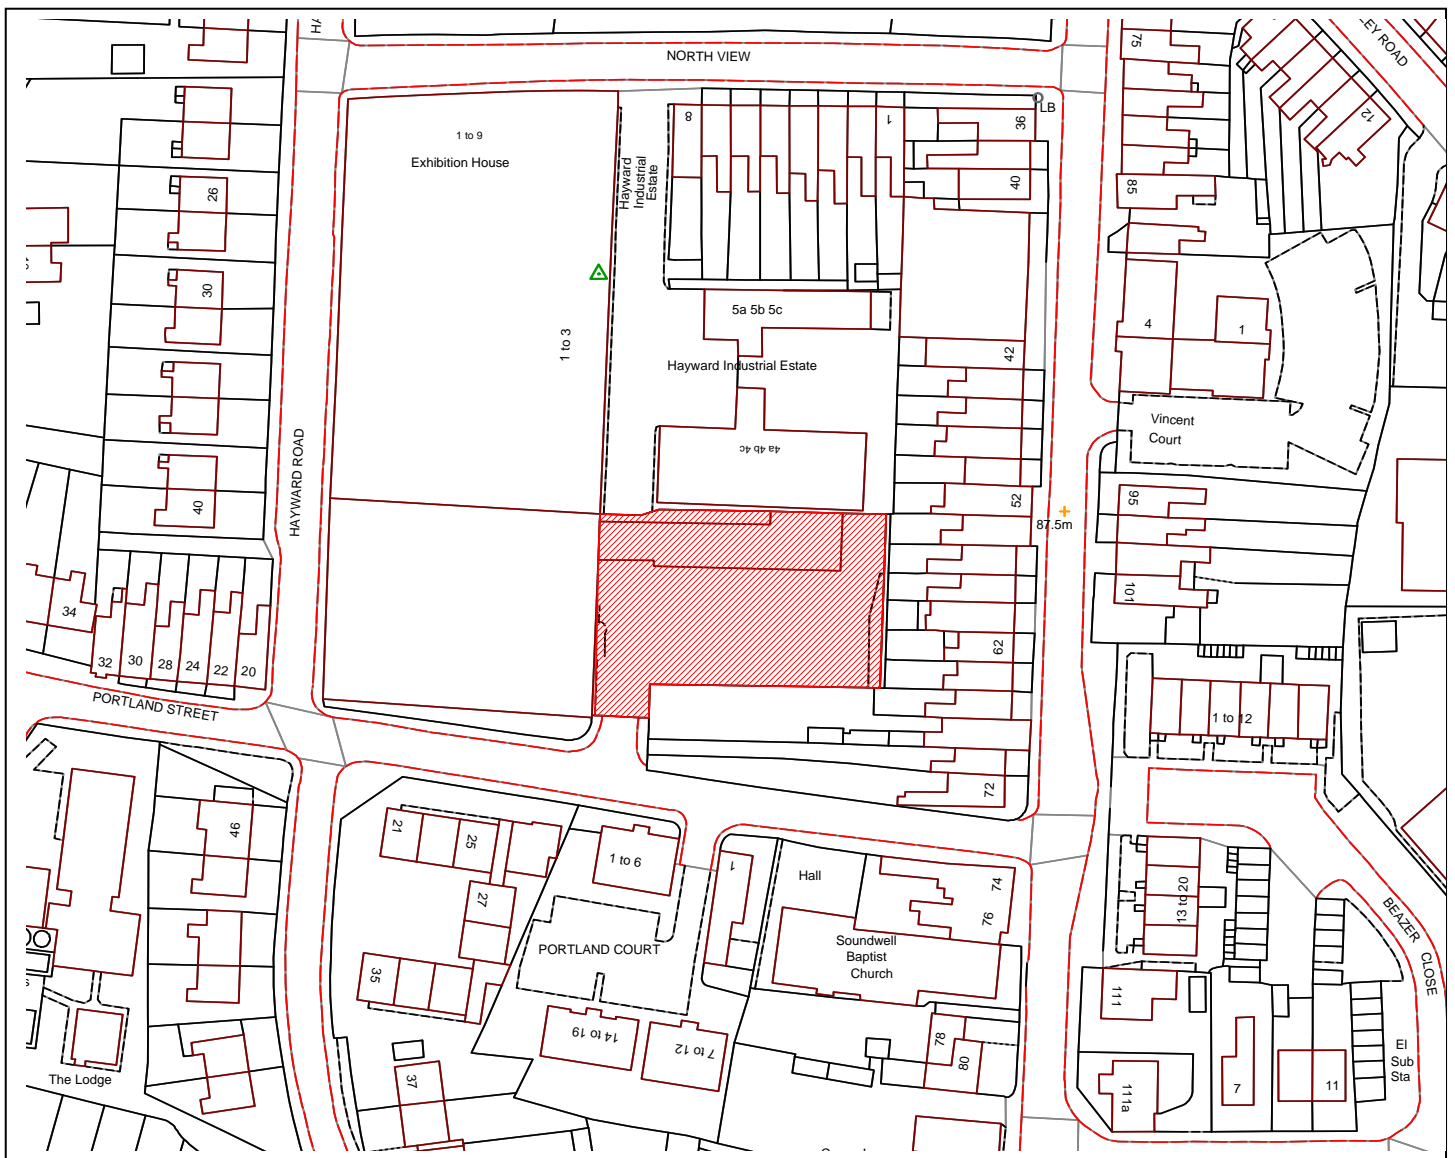 HA
NORTH VIEW
75
LEY ROAD
12
LB
36
1 to 9
Exhibition House
Hayward
Industrial
Estate
8
1
40
85
26
30
1 to 3
5a 5b 5c
Hayward Industrial Estate
42
4
1
Vincent
Court
4a 4b 4c
HAYWARD ROAD
40
52
87.5m
95
101
34
32
30
28
24
22
20
62
PORTLAND STREET
1 to 12
72
46
21
25
1 to 6
1
Hall
74
76
27
13 to 20
BEAZER CLOSE
PORTLAND COURT
Soundwell
Baptist
Church
35
111
14 to 19
7 to 12
78
80
The Lodge
37
111a
7
11
El
Sub
Sta